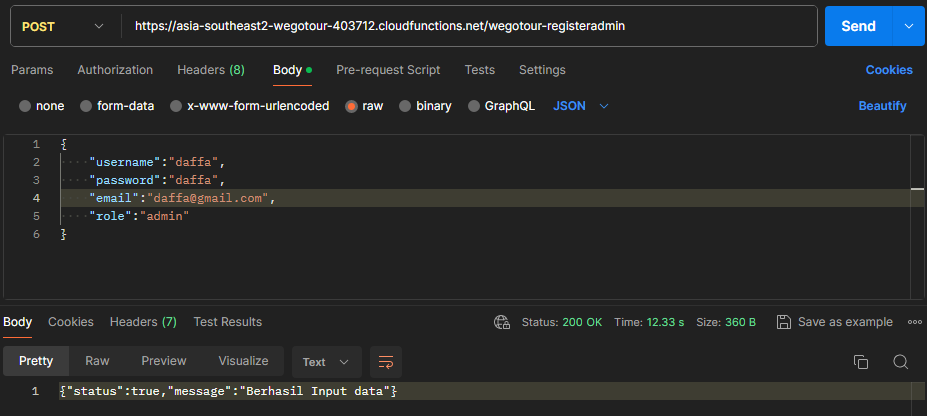 POST https://asia-southeast2-wegotour-403712.cloudfunctions.net/wegotour-registeradmin Send
Params Authorization Headers (8) Body Pre-request Script Tests Settings Cookies
none form-data x-www-form-urlencoded raw binary GraphQL JSON Beautify
1 {
2 "username":"daffa",
3 "password":"daffa",
4 "email":"daffa@gmail.com",
5 "role":"admin"
6 }
Body Cookies Headers (7) Test Results Status: 200 OK Time: 12.33 s Size: 360 B Save as example
Pretty Raw Preview Visualize Text
1 {"status":true,"message":"Berhasil Input data"}